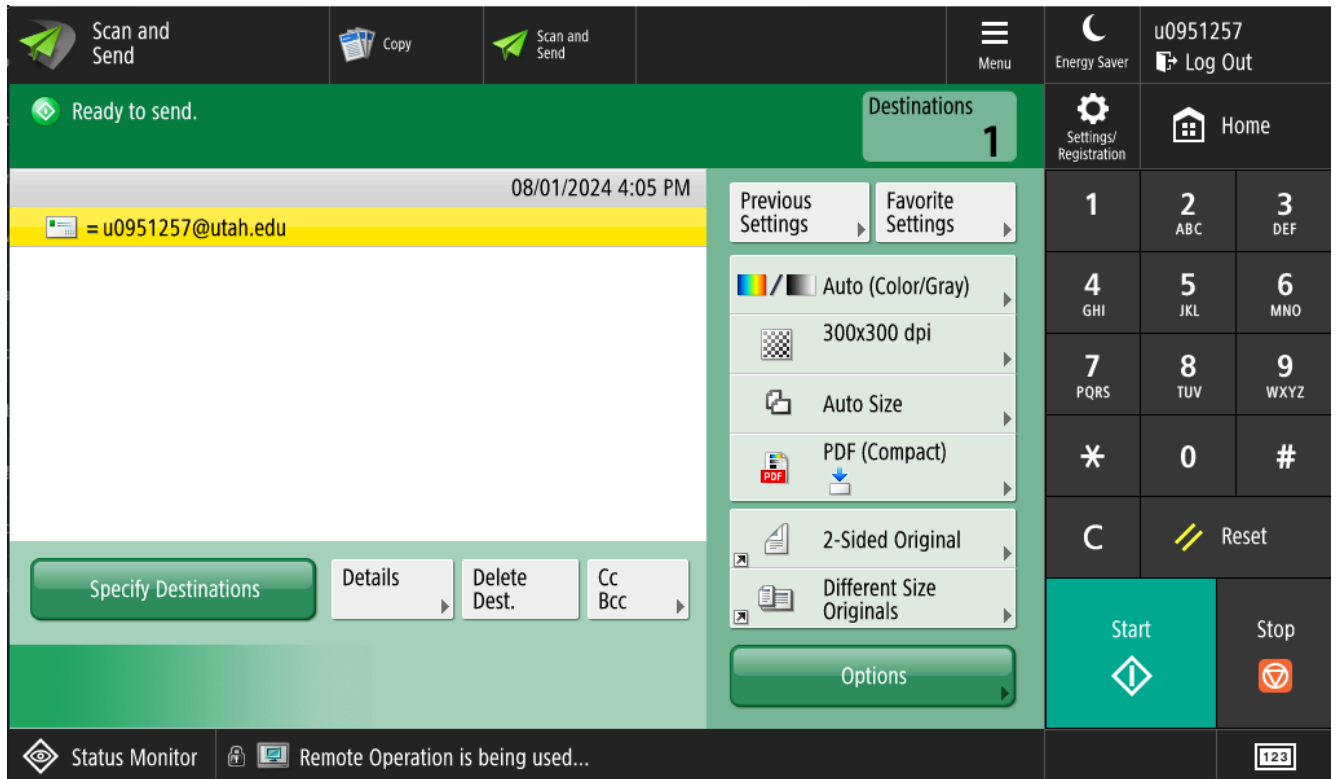 Scan and
Send
Copy
Scan and
Send
Menu
Energy Saver
u0951257
Log Out
Ready to send.
Destinations
1
Settings/
Registration
Home
08/01/2024 4:05 PM
= u0951257@utah.edu
Previous
Settings
Favorite
Settings
Auto (Color/Gray)
300x300 dpi
Auto Size
PDF (Compact)
PDF
2-Sided Original
Different Size
Originals
Options
Specify Destinations
Details
Delete
Dest.
Cc
Bcc
1
2
ABC
3
DEF
4
GHI
5
JKL
6
MNO
7
PQRS
8
TUV
9
WXYZ
*
0
#
C
Reset
Start
Stop
Status Monitor
Remote Operation is being used...
123